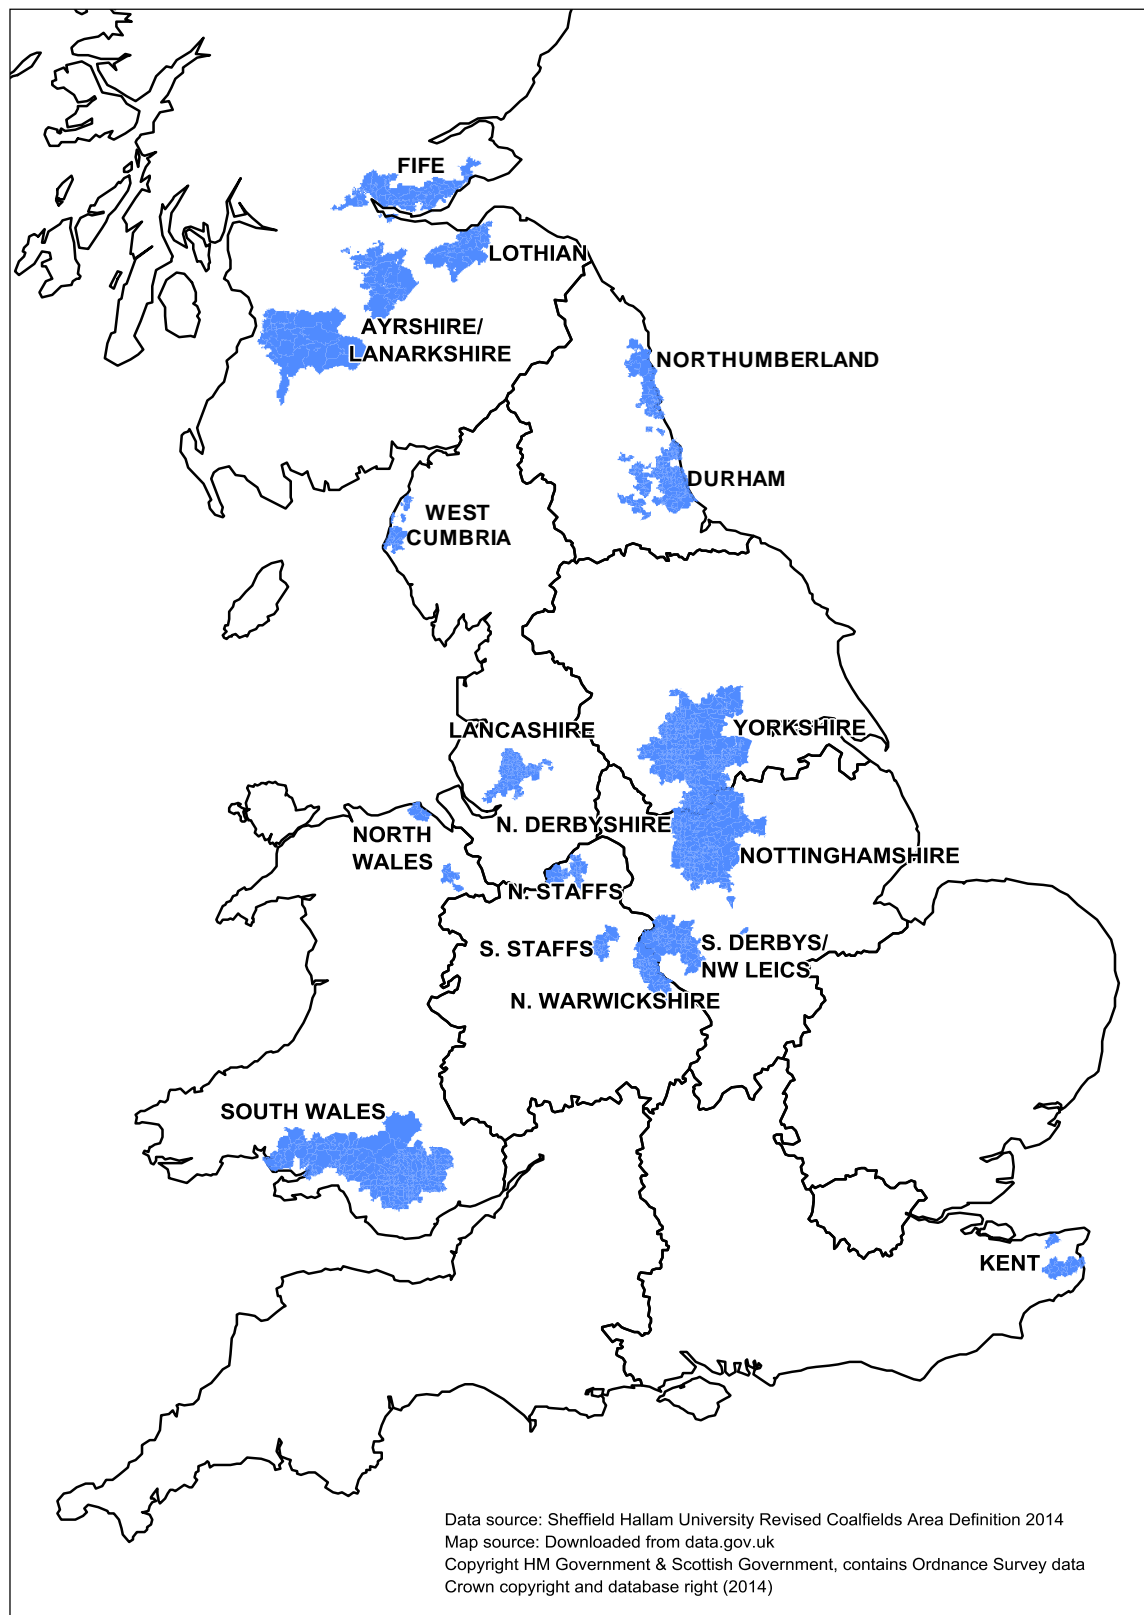 FIFE
LOTHIAN
AYRSHIRE/
LANARKSHIRE
NORTHUMBERLAND
DURHAM
WEST
CUMBRIA
LANCASHIRE
YORKSHIRE
N. DERBYSHIRE
NORTH
WALES
NOTTINGHAMSHIRE
N. STAFFS
S. STAFFS
S. DERBYS/
NW LEICS
N. WARWICKSHIRE
SOUTH WALES
KENT
Data source: Sheffield Hallam University Revised Coalfields Area Definition 2014
Map source: Downloaded from data.gov.uk
Copyright HM Government & Scottish Government, contains Ordnance Survey data
Crown copyright and database right (2014)